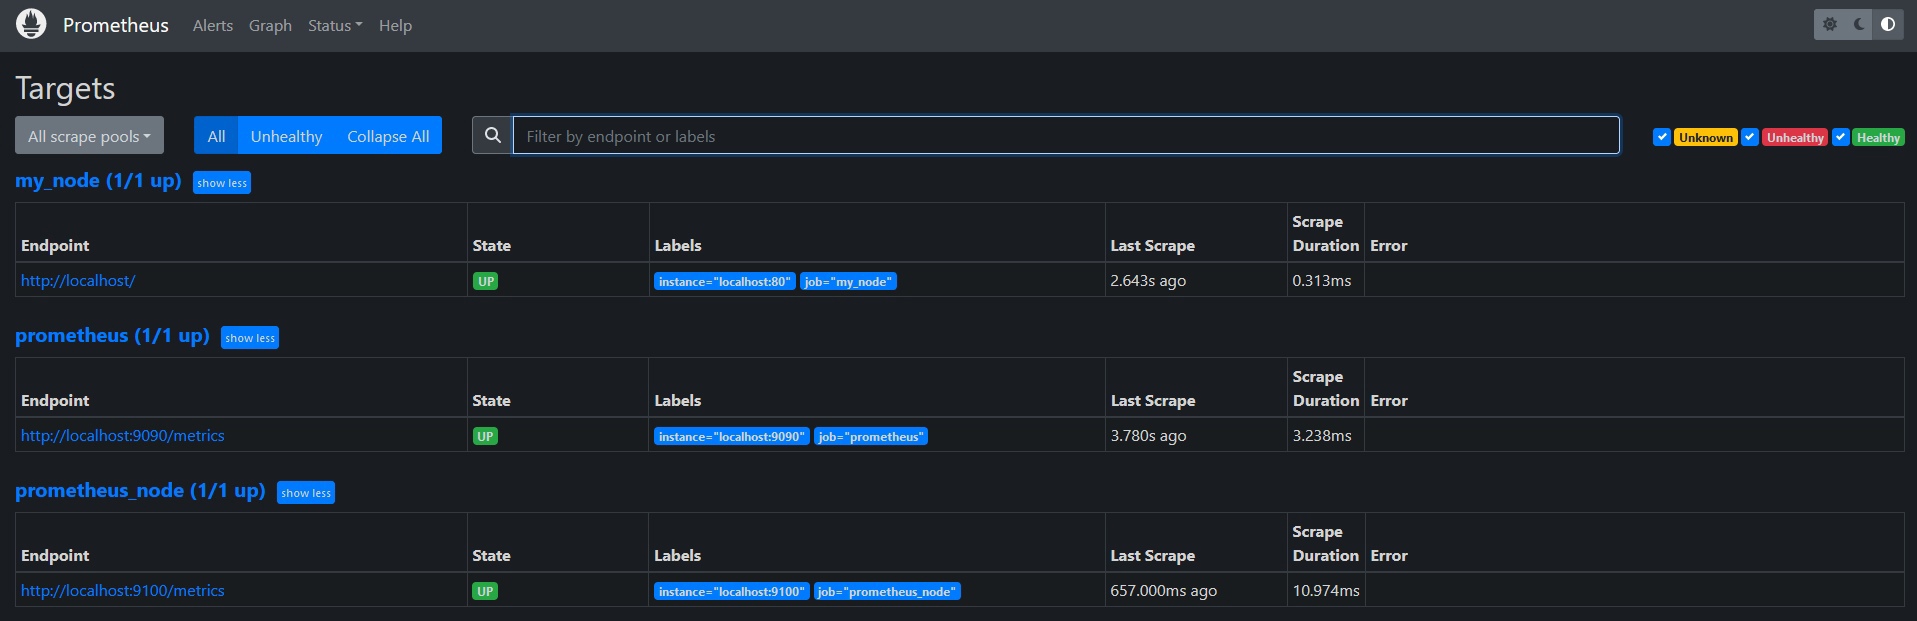 Prometheus Alerts Graph Status Help
Targets
All scrape pools All Unhealthy Collapse All Filter by endpoint or labels Unknown Unhealthy Healthy
my_node (1/1 up) show less
Endpoint State Labels Last Scrape Scrape Duration Error
http://localhost/ UP instance="localhost:80" job="my_node" 2.643s ago 0.313ms
prometheus (1/1 up) show less
Endpoint State Labels Last Scrape Scrape Duration Error
http://localhost:9090/metrics UP instance="localhost:9090" job="prometheus" 3.780s ago 3.238ms
prometheus_node (1/1 up) show less
Endpoint State Labels Last Scrape Scrape Duration Error
http://localhost:9100/metrics UP instance="localhost:9100" job="prometheus_node" 657.000ms ago 10.974ms